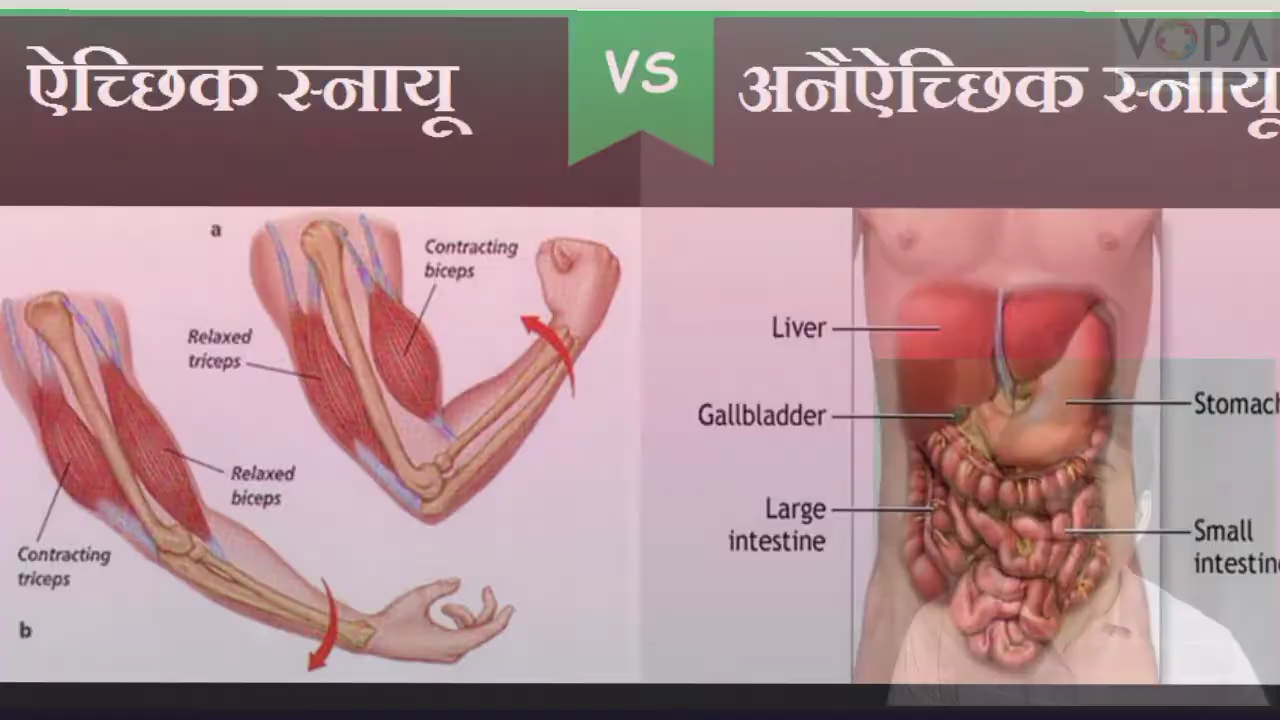 ऐच्छिक स्नायू
VS
अनैऐच्छिक स्नायू
VOPA
a
Contracting
biceps
Relaxed
triceps
Relaxed
biceps
Contracting
triceps
b
Liver
Gallbladder
Large
intestine
Stomach
Small
intestin